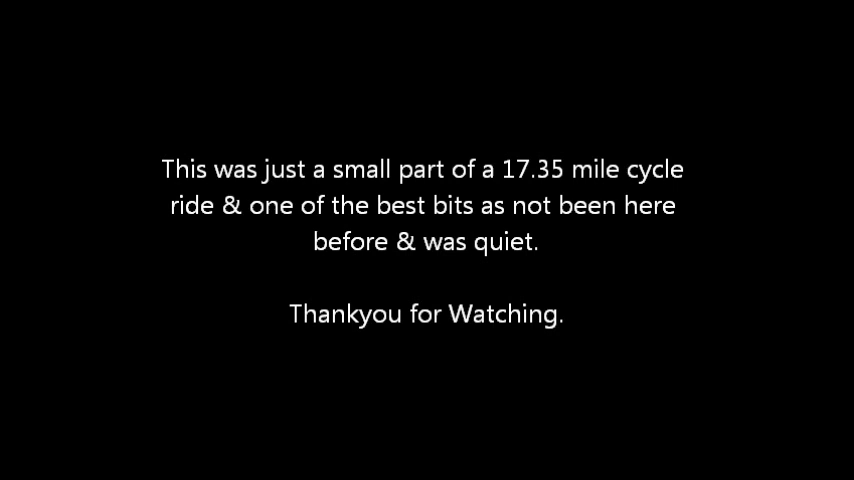 This was just a small part of a 17.35 mile cycle
ride & one of the best bits as not been here
before & was quiet.
Thankyou for Watching.